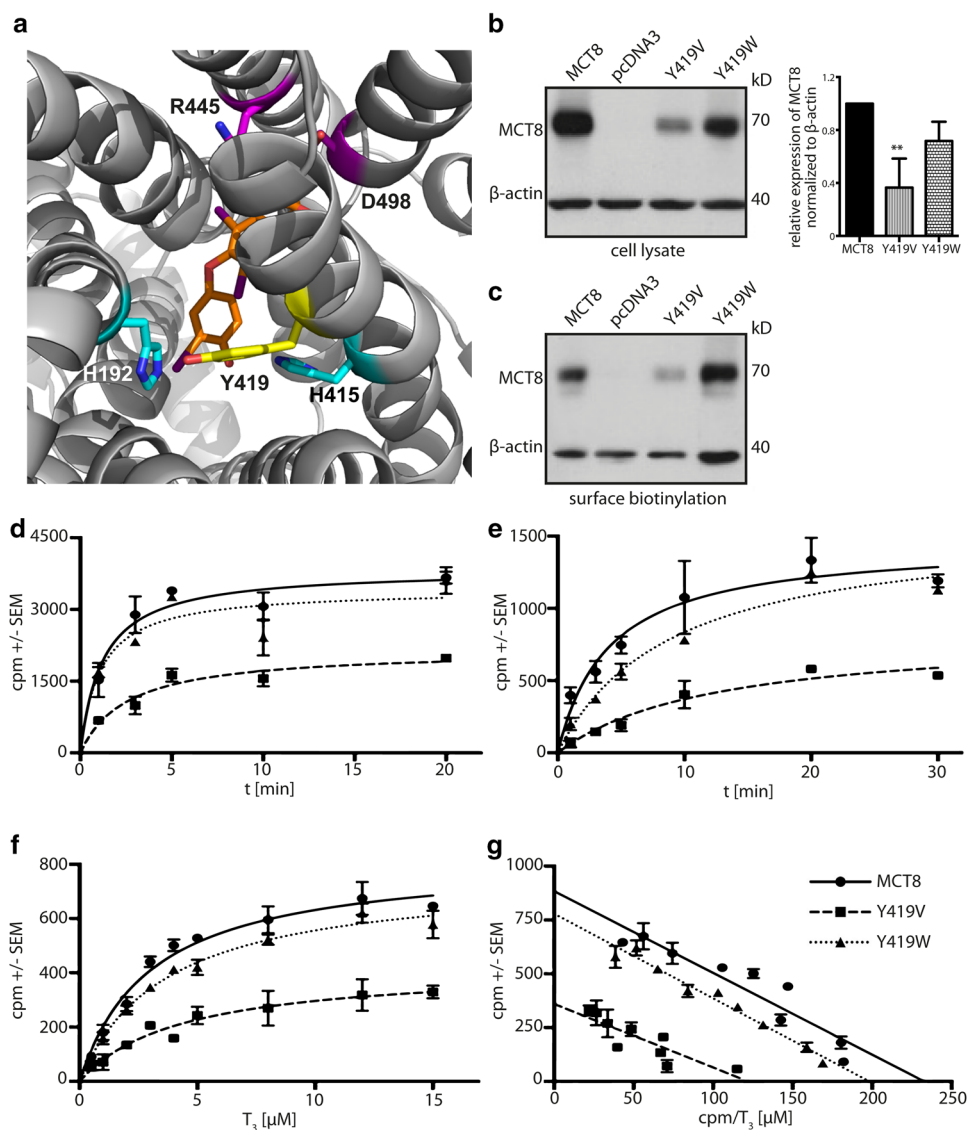 a
R445
D498
H192
Y419
H415
b
MCT8
pcDNA3
Y419V
Y419W
kD
MCT8
70
β-actin
40
cell lysate
relative expression of MCT8
normalized to β-actin
1.2
0.8
0.4
0
**
MCT8
Y419V
Y419W
c
MCT8
pcDNA3
Y419V
Y419W
kD
MCT8
70
β-actin
40
surface biotinylation
d
cpm +/- SEM
4500
3000
1500
0
0
5
10
15
20
t [min]
e
cpm +/- SEM
1500
1000
500
0
0
10
20
30
t [min]
f
cpm +/- SEM
800
600
400
200
0
0
5
10
15
T3 [µM]
g
cpm +/- SEM
1000
750
500
250
0
0
50
100
150
200
250
cpm/T3 [µM]
MCT8
Y419V
Y419W